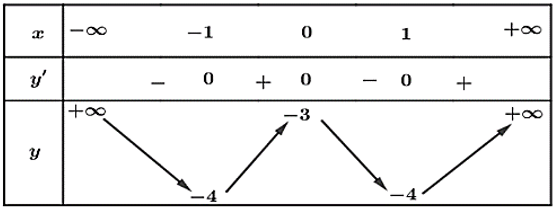 x −∞ −1 0 1 +∞
y′ − 0 + 0 − 0 +
+∞ −3 +∞
y
−4 −4